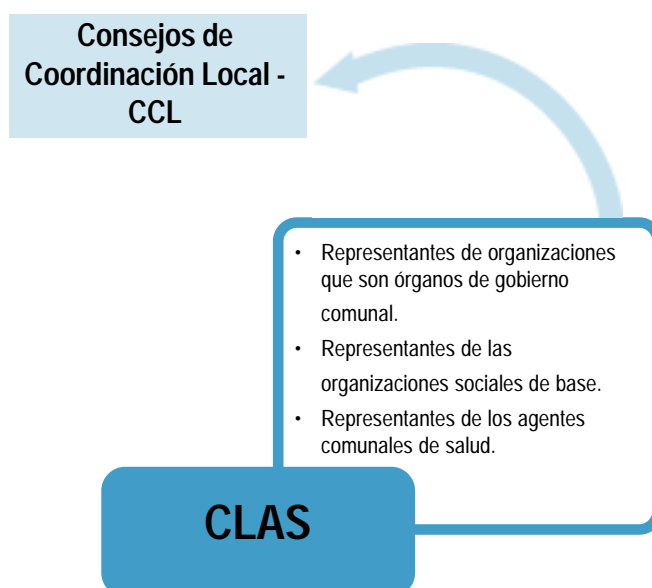 Consejos de
Coordinación Local -
CCL
• Representantes de organizaciones
que son órganos de gobierno
comunal.
• Representantes de las
organizaciones sociales de base.
• Representantes de los agentes
comunales de salud.
CLAS